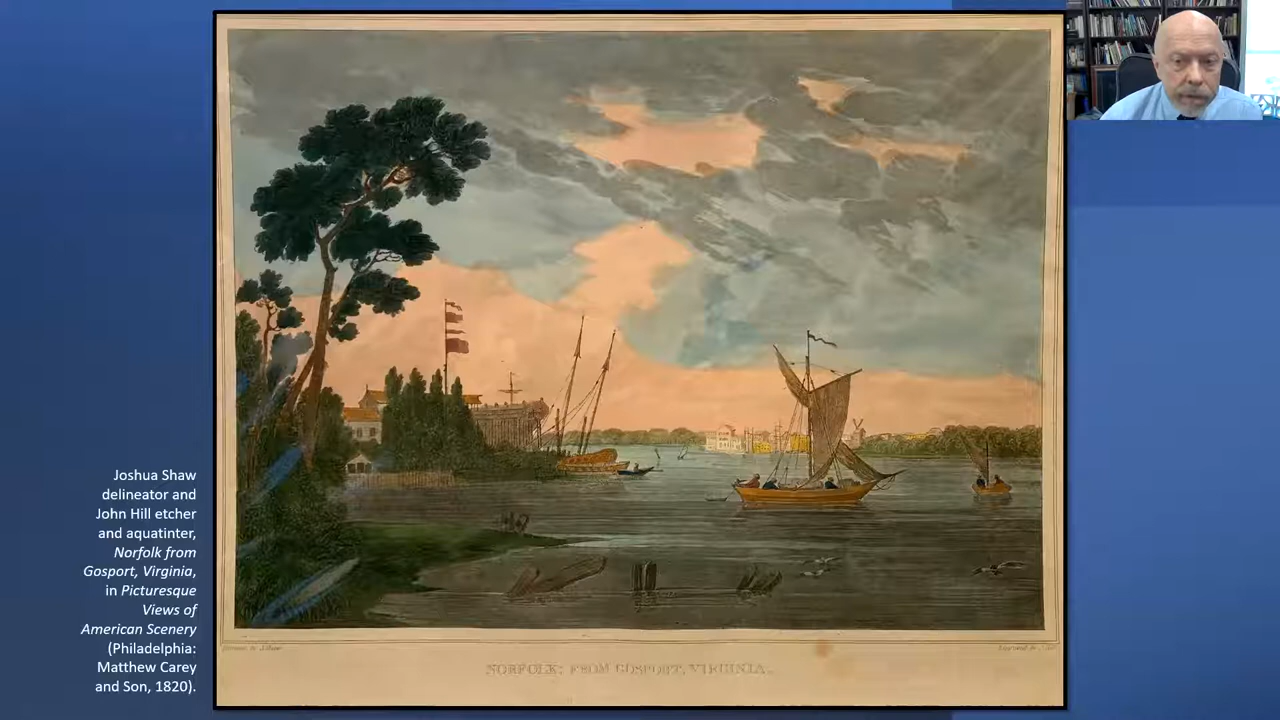 Joshua Shaw
delineator and
John Hill etcher
and aquatinter,
Norfolk from
Gosport, Virginia,
in Picturesque
Views of
American Scenery
(Philadelphia:
Matthew Carey
and Son, 1820).
NORFOLK; FROM GOSPORT, VIRGINIA.